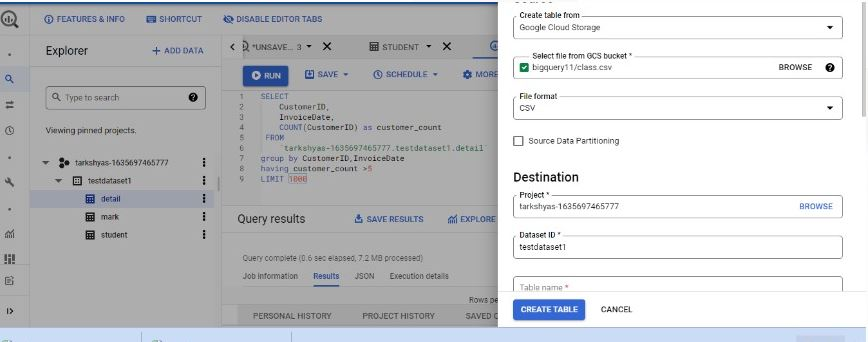 FEATURES & INFO
SHORTCUT
DISABLE EDITOR TABS
Explorer
+ ADD DATA
Type to search
Viewing pinned projects.
tarkshyas-1635697465777
testdataset1
detail
mark
student
*UNSAVE... 3
STUDENT
RUN
SAVE
SCHEDULE
MORE
1 SELECT
2 CustomerID,
3 InvoiceDate,
4 COUNT(CustomerID) as customer_count
5 FROM
6 `tarkshyas-1635697465777.testdataset1.detail`
7 group by CustomerID,InvoiceDate
8 having customer_count >5
9 LIMIT 1000
Query results
SAVE RESULTS
EXPLORE
Query complete (0.6 sec elapsed, 7.2 MB processed)
Job information
Results
JSON
Execution details
Rows pe
PERSONAL HISTORY
PROJECT HISTORY
SAVED
Create table from
Google Cloud Storage
Select file from GCS bucket *
bigquery11/class.csv
BROWSE
File format
CSV
Source Data Partitioning
Destination
Project *
tarkshyas-1635697465777
BROWSE
Dataset ID *
testdataset1
Table name *
CREATE TABLE
CANCEL